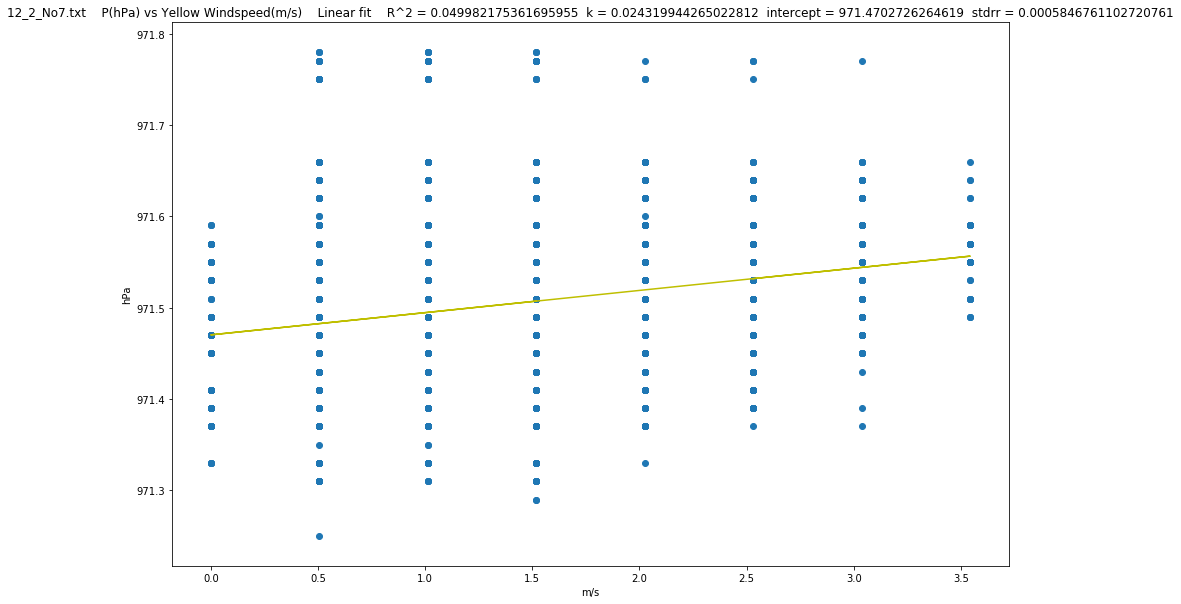 12_2_No7.txt    P(hPa) vs Yellow Windspeed(m/s)    Linear fit    R^2 = 0.049982175361695955  k = 0.024319944265022812  intercept = 971.4702726264619  stdrr = 0.0005846761102720761
971.8
971.7
971.6
971.5
971.4
971.3
hPa
0.0 0.5 1.0 1.5 2.0 2.5 3.0 3.5
m/s